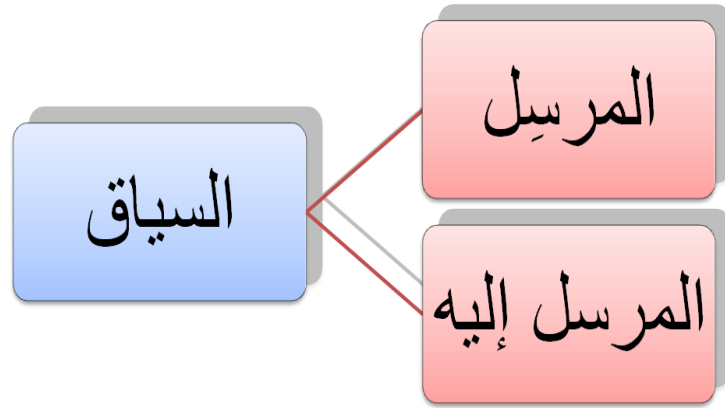 المرسِل
السياق
المرسل إليه